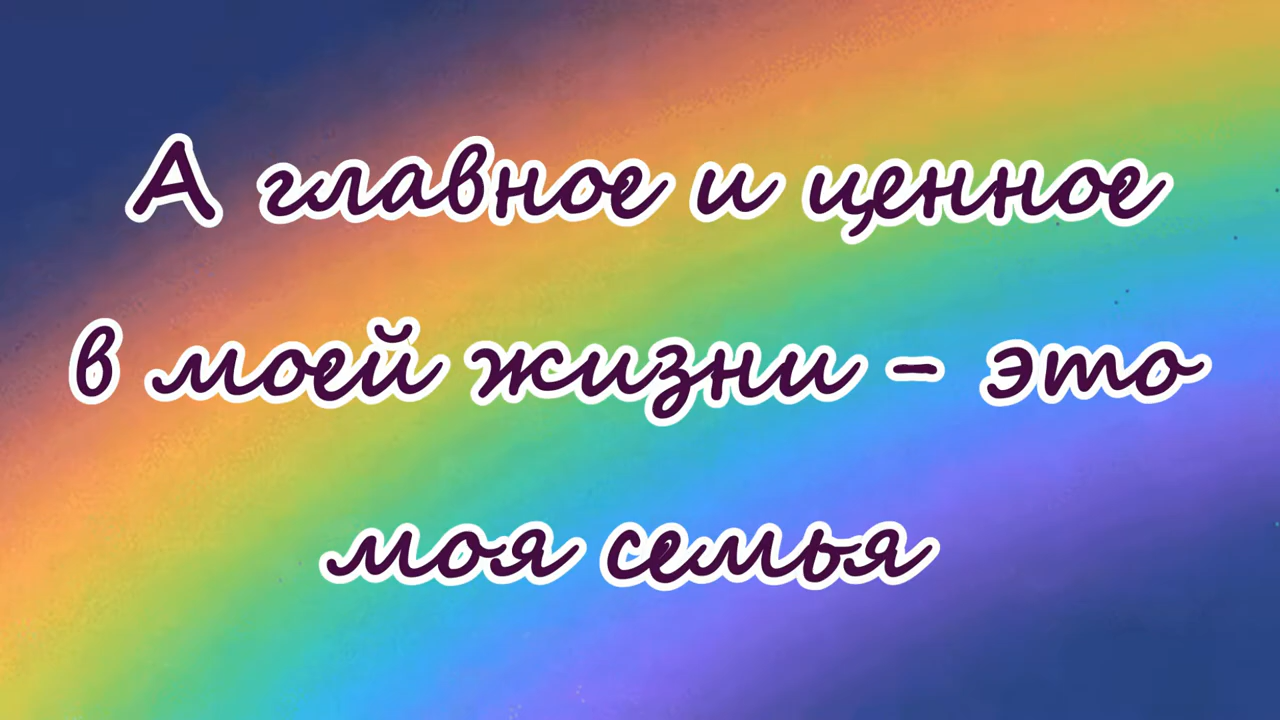 А главное и ценное
в моей жизни - это
моя семья